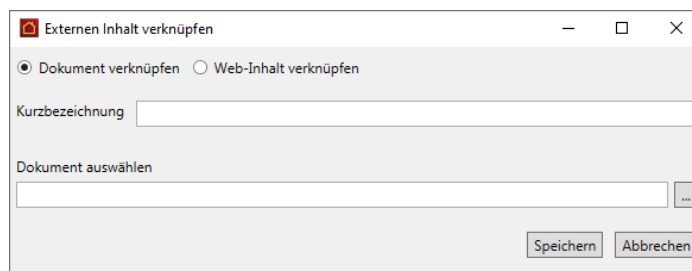 Externen Inhalt verknüpfen
Dokument verknüpfen Web-Inhalt verknüpfen
Kurzbezeichnung
Dokument auswählen
...
Speichern Abbrechen